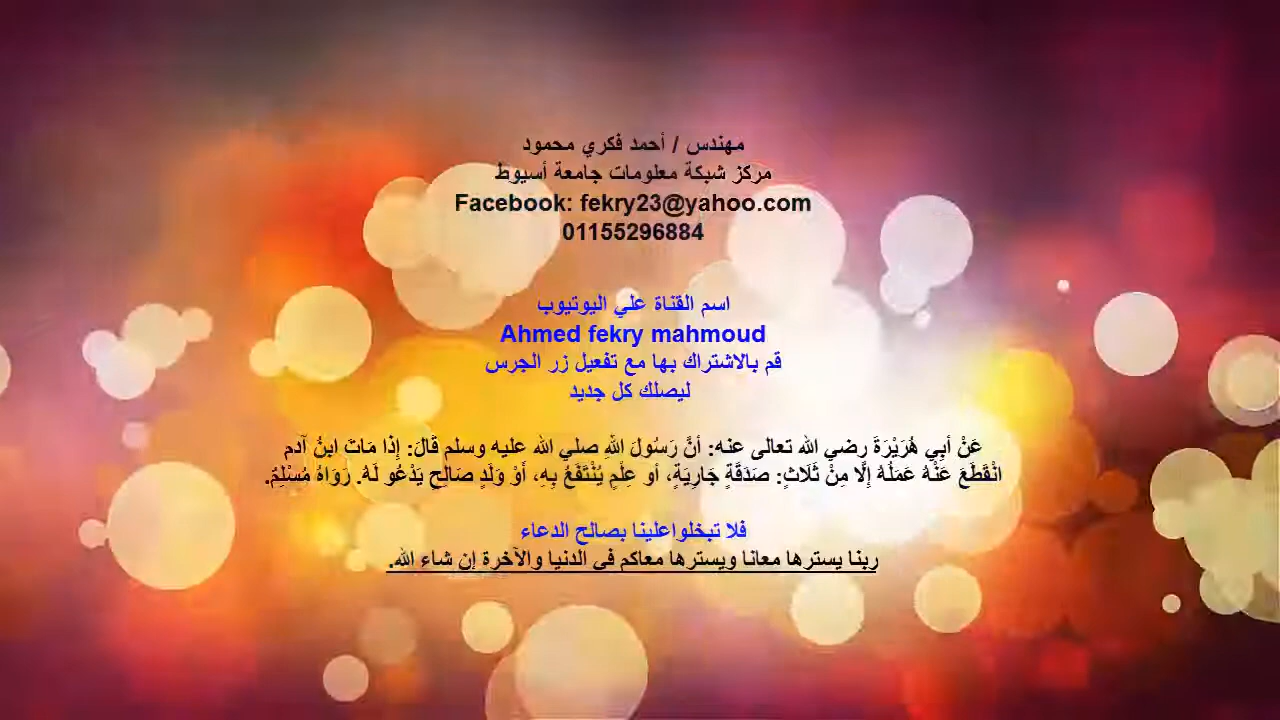 مهندس / أحمد فكري محمود
مركز شبكة معلومات جامعة أسيوط
Facebook: fekry23@yahoo.com
01155296884
اسم القناة علي اليوتيوب
Ahmed fekry mahmoud
قم بالاشتراك بها مع تفعيل زر الجرس
ليصلك كل جديد
عَنْ أَبِي هُرَيْرَةَ رضي الله تعالى عنه: أنَّ رَسُولَ اللهِ صلي الله عليه وسلم قَالَ: إِذَا مَاتَ ابنُ آدم
انْقَطَعَ عَنْهُ عَمَلُهُ إِلَّا مِنْ ثَلَاثٍ: صَدَقَةٍ جَارِيَةٍ، أو عِلْمٍ يُنْتَفَعُ بِهِ، أَوْ وَلَدٍ صَالِحٍ يَدْعُو لَهُ. رَوَاهُ مُسْلِمٌ.
فلا تبخلواعلينا بصالح الدعاء
ربنا يسترها معانا ويسترها معاكم في الدنيا والآخرة إن شاء الله.